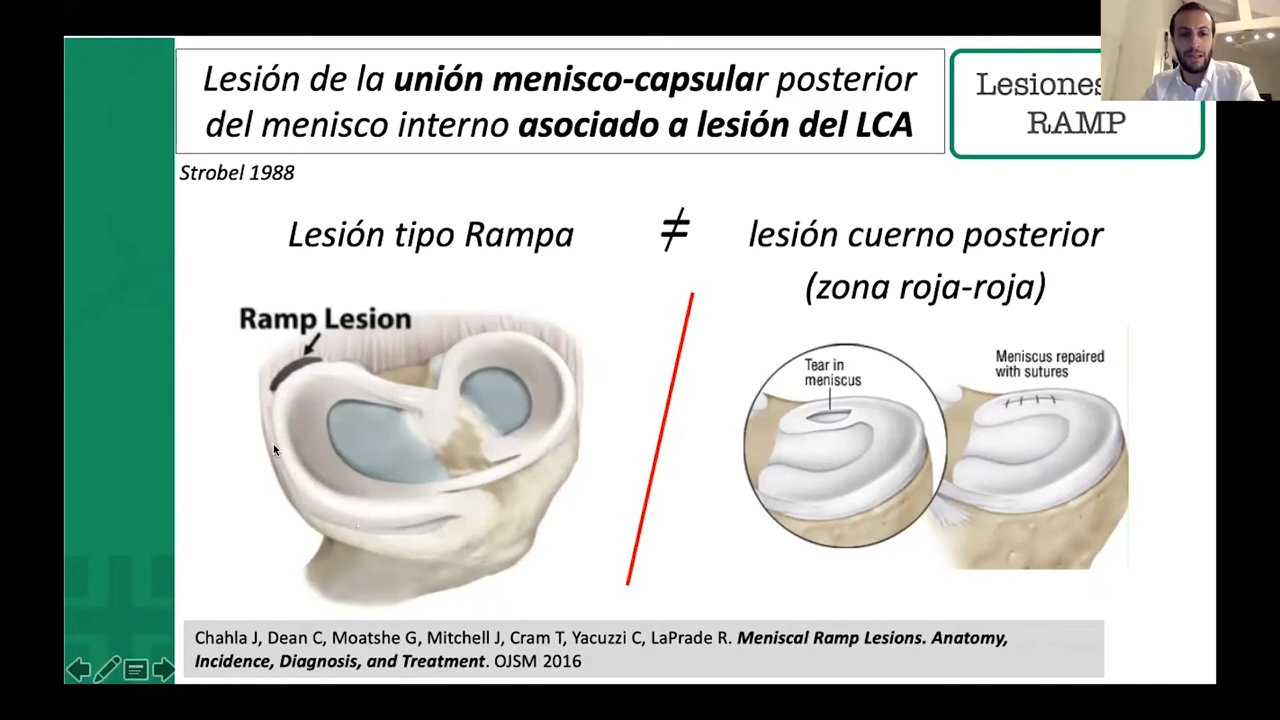 Lesión de la unión menisco-capsular posterior
del menisco interno asociado a lesión del LCA
Lesiones
RAMP
Strobel 1988
Lesión tipo Rampa
≠
lesión cuerno posterior
(zona roja-roja)
Ramp Lesion
Tear in
meniscus
Meniscus repaired
with sutures
Chahla J, Dean C, Moatshe G, Mitchell J, Cram T, Yacuzzi C, LaPrade R. Meniscal Ramp Lesions. Anatomy,
Incidence, Diagnosis, and Treatment. OJSM 2016